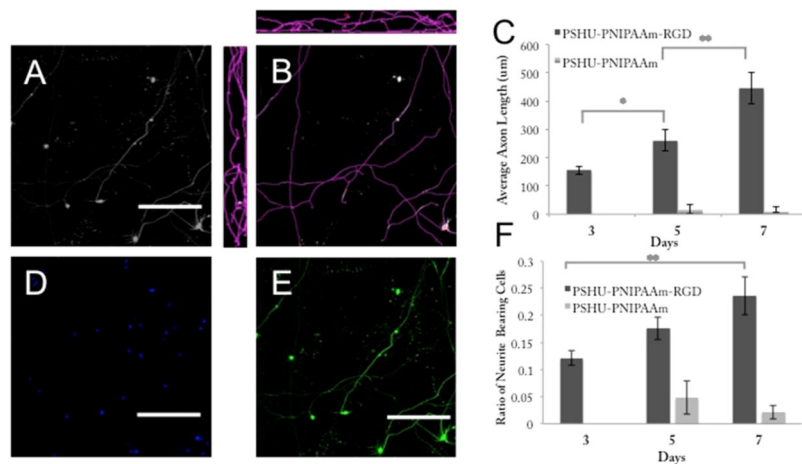 A
B
C
PSHU-PNIPAAm-RGD
PSHU-PNIPAAm
Average Axon Length (um)
600
500
400
300
200
100
0
*
**
3 5 7
Days
D
E
F
PSHU-PNIPAAm-RGD
PSHU-PNIPAAm
Ratio of Neurite Bearing Cells
0.3
0.25
0.2
0.15
0.1
0.05
0
**
3 5 7
Days